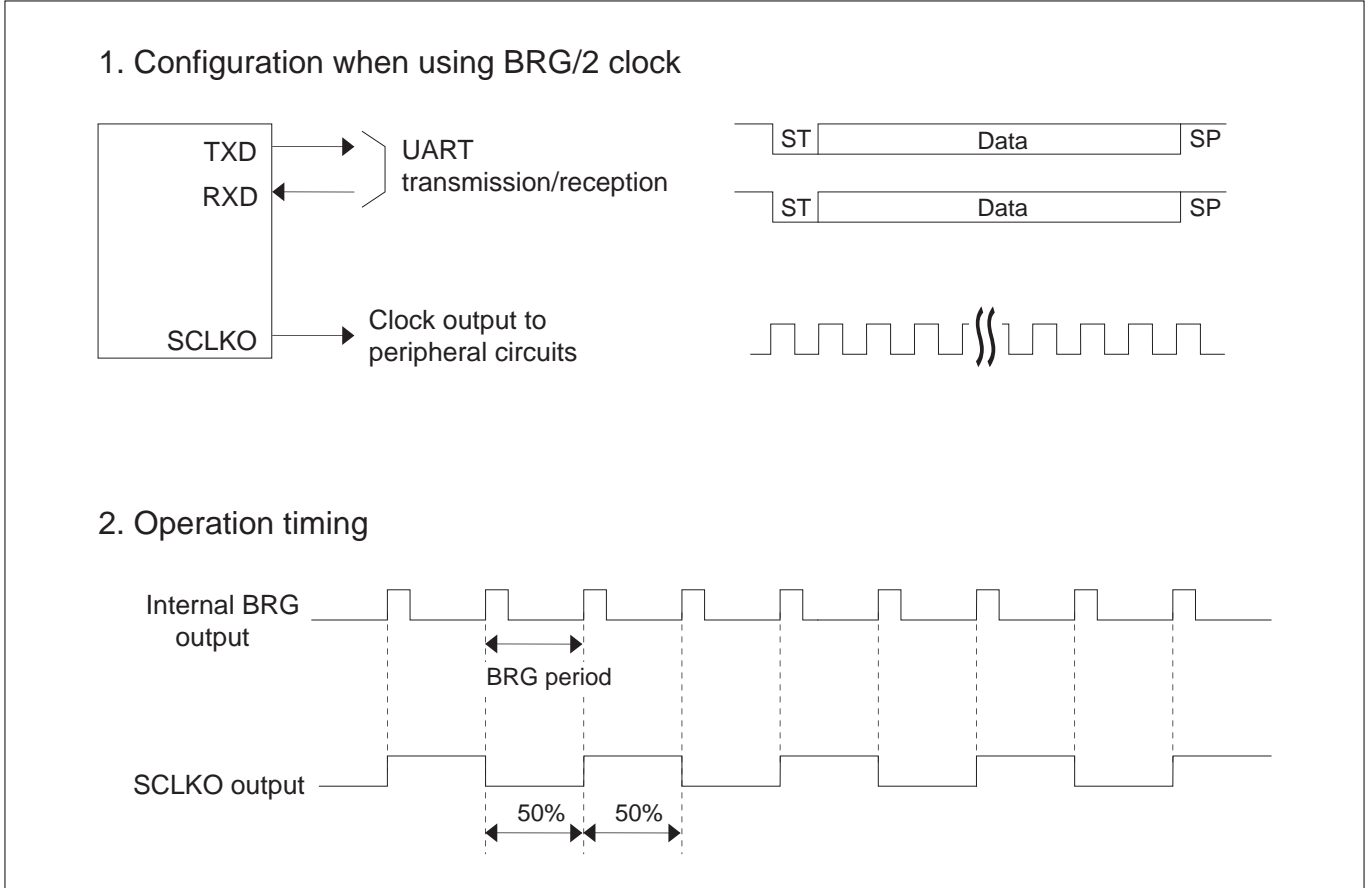 1. Configuration when using BRG/2 clock
TXD
UART
transmission/reception
RXD
SCLKO
Clock output to
peripheral circuits
ST Data SP
ST Data SP
2. Operation timing
Internal BRG
output
BRG period
SCLKO output
50% 50%